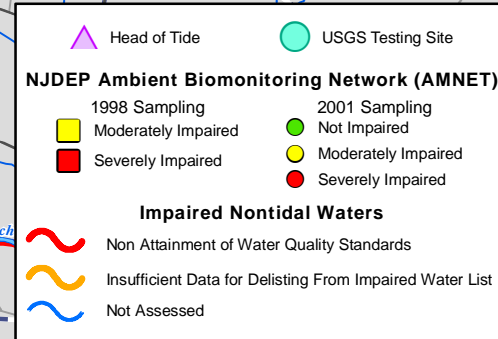 Head of Tide    USGS Testing Site
NJDEP Ambient Biomonitoring Network (AMNET)
1998 Sampling    2001 Sampling
Moderately Impaired    Not Impaired
Severely Impaired    Moderately Impaired
Severely Impaired
Impaired Nontidal Waters
Non Attainment of Water Quality Standards
Insufficient Data for Delisting From Impaired Water List
Not Assessed
ch